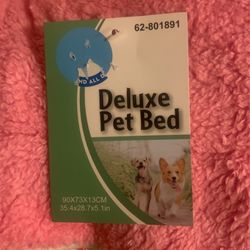 62-801891
Deluxe
Pet Bed
90X73X13CM
35.4x28.7x5.1in